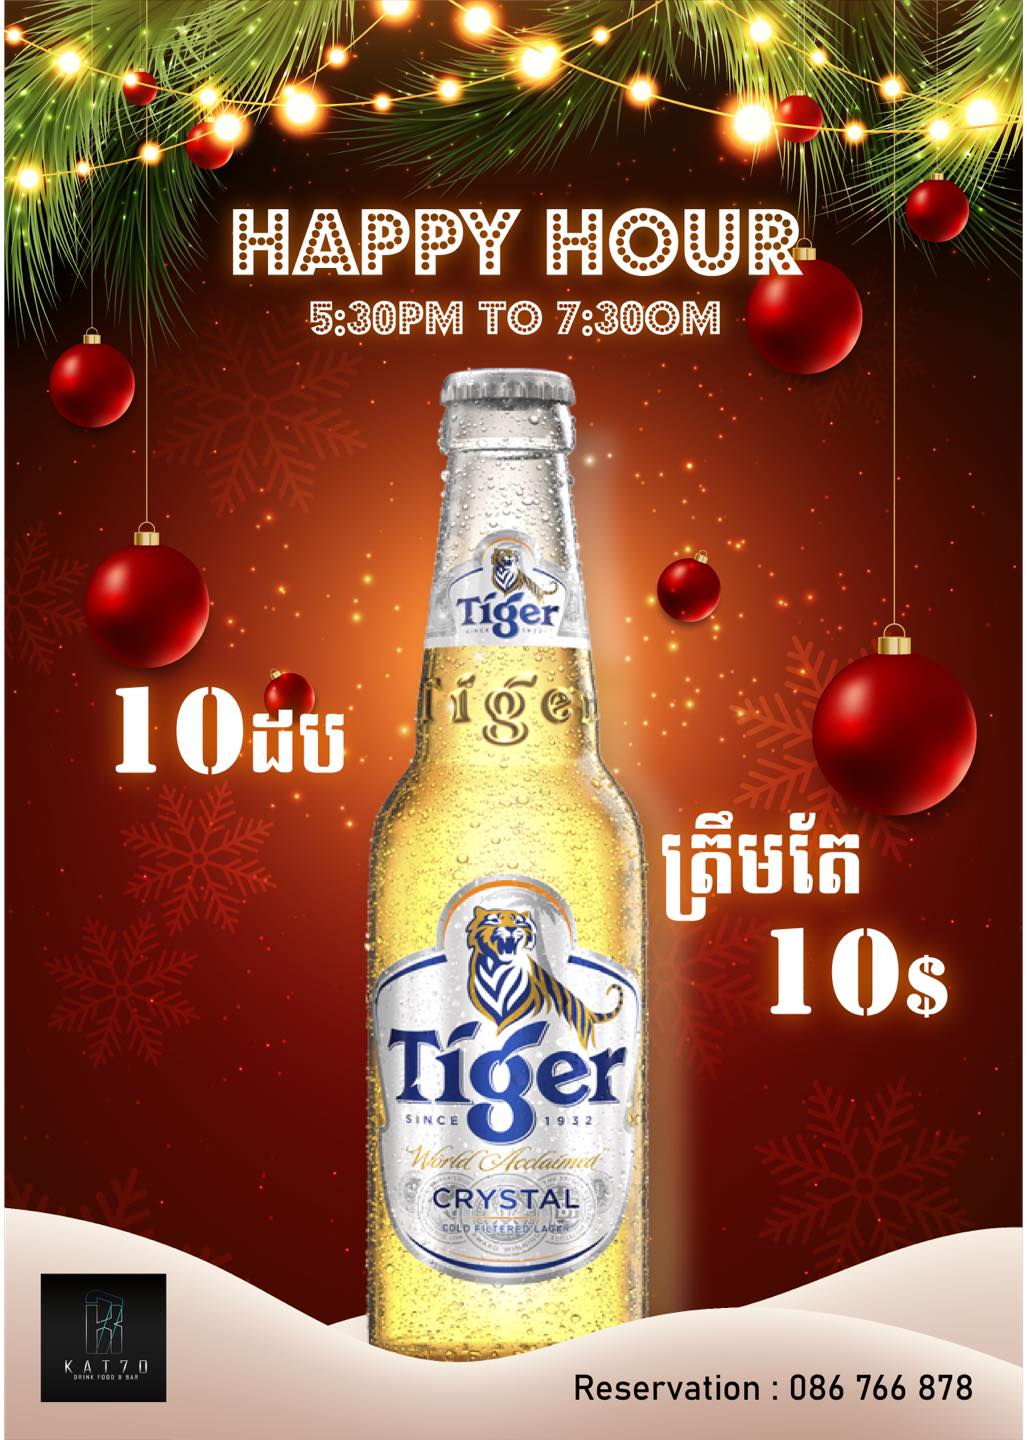 HAPPY HOUR
5:30PM TO 7:30OM
Tiger
SINCE 1932
Tiger
10ដប
ត្រឹមតែ
10$
Tiger
SINCE 1932
World Acclaimed
CRYSTAL
COLD FILTERED LAGER
KAT70
DRINK FOOD & BAR
Reservation : 086 766 878